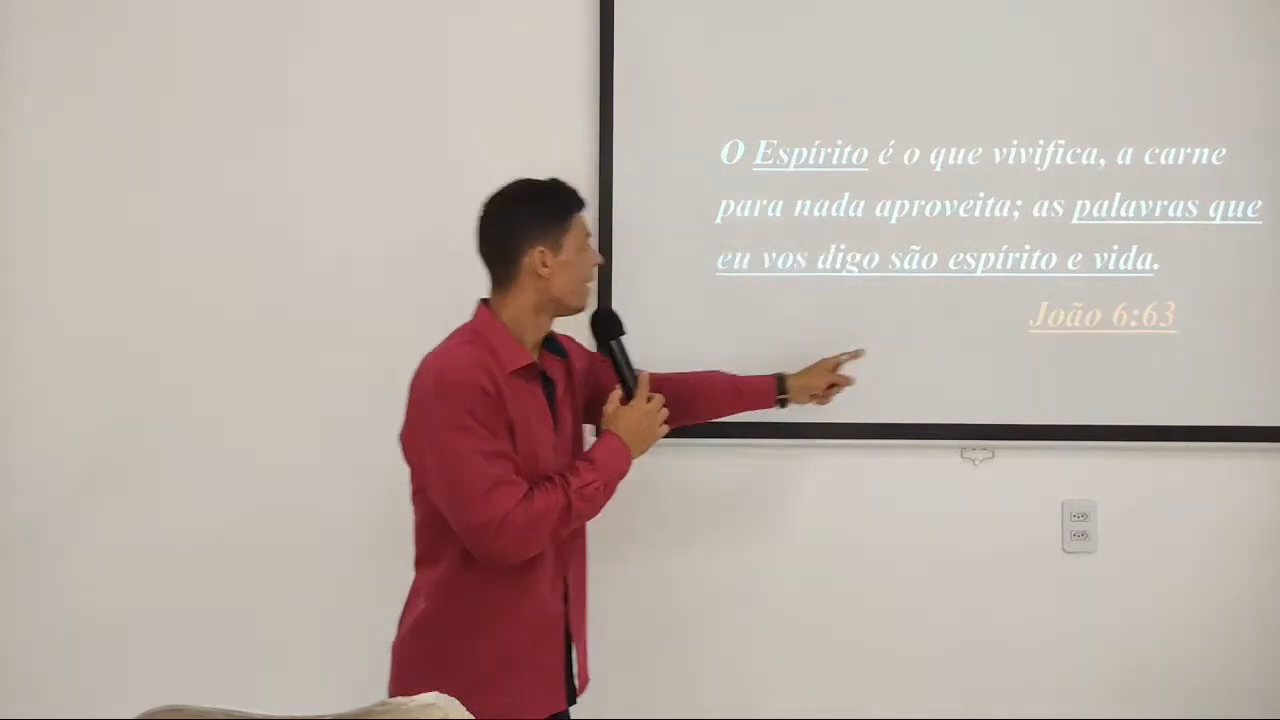 O Espírito é o que vivifica, a carne
para nada aproveita; as palavras que
eu vos digo são espírito e vida.
João 6:63